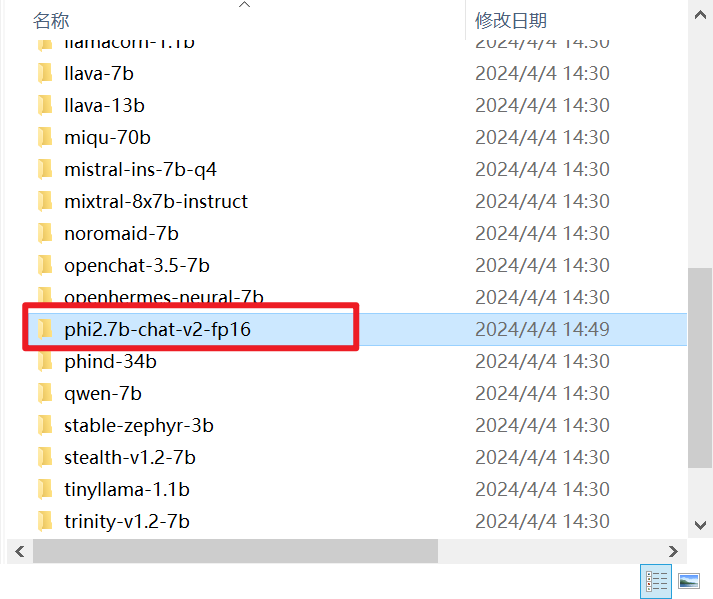 名称 修改日期
llamacorn-1.1b 2024/4/4 14:30
llava-7b 2024/4/4 14:30
llava-13b 2024/4/4 14:30
miqu-70b 2024/4/4 14:30
mistral-ins-7b-q4 2024/4/4 14:30
mixtral-8x7b-instruct 2024/4/4 14:30
noromaid-7b 2024/4/4 14:30
openchat-3.5-7b 2024/4/4 14:30
openhermes-neural-7b 2024/4/4 14:30
phi2.7b-chat-v2-fp16 2024/4/4 14:49
phind-34b 2024/4/4 14:30
qwen-7b 2024/4/4 14:30
stable-zephyr-3b 2024/4/4 14:30
stealth-v1.2-7b 2024/4/4 14:30
tinyllama-1.1b 2024/4/4 14:30
trinity-v1.2-7b 2024/4/4 14:30